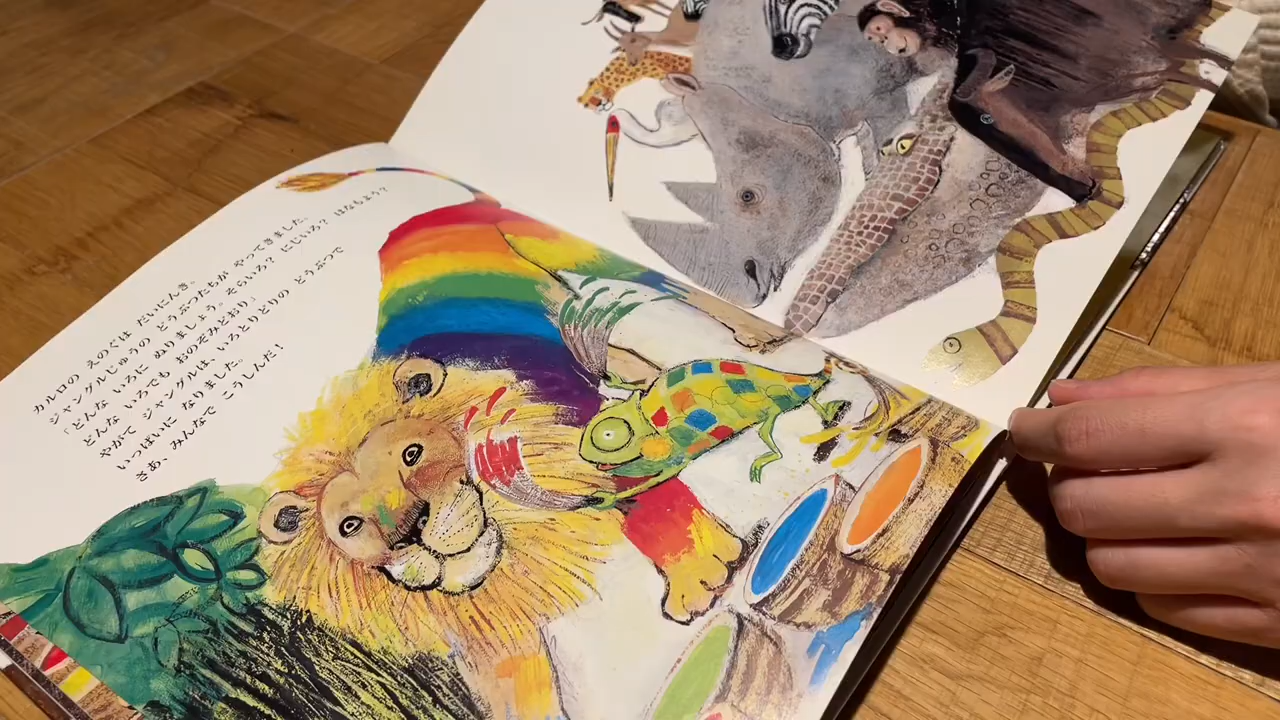 カルロの えのぐは だいにんき。
ジャングルじゅうの どうぶつたちが やってきました。
「どんな いろに ぬりましょう。そらいろ? にじいろ? はなもよう?
どんな いろでも おのぞみどおり」
やがて ジャングルは、いろとりどりの どうぶつで
いっぱいに なりました。
さあ、みんなで こうしんだ!